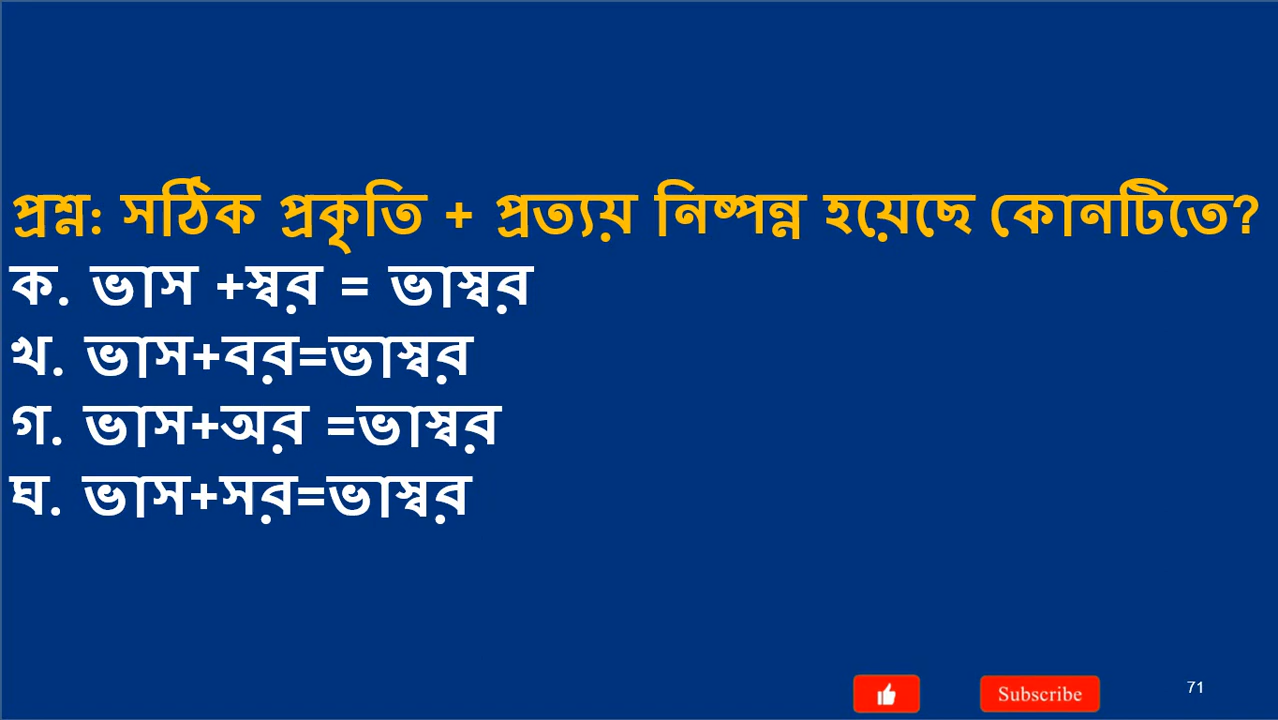 প্রশ্ন: সঠিক প্রকৃতি + প্রত্যয় নিষ্পন্ন হয়েছে কোনটিতে?
ক. ভাস +স্বর = ভাস্বর
খ. ভাস+বর=ভাস্বর
গ. ভাস+অর =ভাস্বর
ঘ. ভাস+সর=ভাস্বর
Subscribe
71